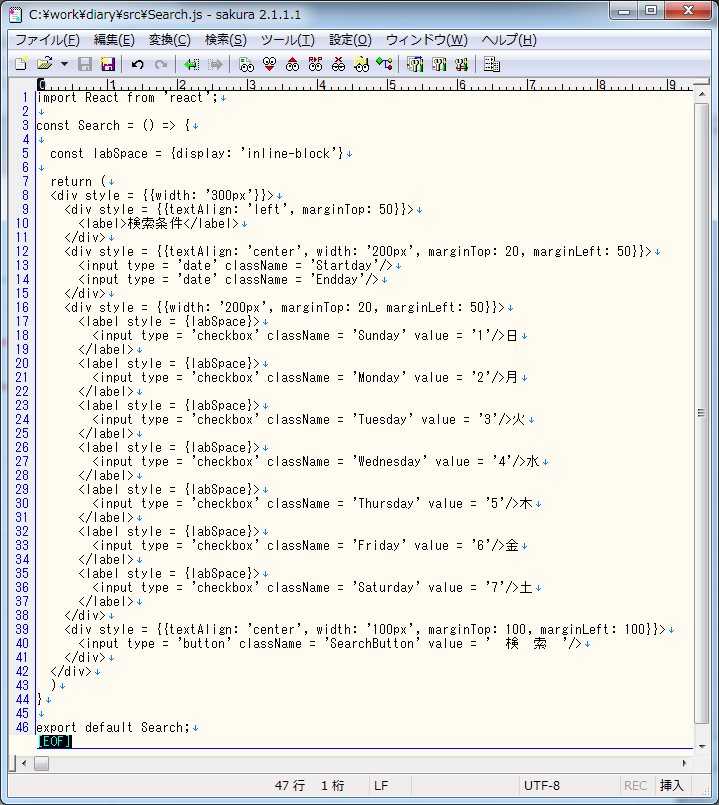 C:¥work¥diary¥src¥Search.js - sakura 2.1.1.1
ファイル(F) 編集(E) 変換(C) 検索(S) ツール(T) 設定(O) ウィンドウ(W) ヘルプ(H)
0 1 2 3 4 5 6 7 8 9
1 import React from 'react';↓
2 ↓
3 const Search = () => {↓
4 ↓
5   const labSpace = {display: 'inline-block'}↓
6 ↓
7   return (↓
8   <div style = {{width: '300px'}}>↓
9     <div style = {{textAlign: 'left', marginTop: 50}}>↓
10       <label>検索条件</label>↓
11     </div>↓
12     <div style = {{textAlign: 'center', width: '200px', marginTop: 20, marginLeft: 50}}>↓
13       <input type = 'date' className = 'Startday'/>↓
14       <input type = 'date' className = 'Endday'/>↓
15     </div>↓
16     <div style = {{width: '200px', marginTop: 20, marginLeft: 50}}>↓
17       <label style = {labSpace}>↓
18         <input type = 'checkbox' className = 'Sunday' value = '1'/>日↓
19       </label>↓
20       <label style = {labSpace}>↓
21         <input type = 'checkbox' className = 'Monday' value = '2'/>月↓
22       </label>↓
23       <label style = {labSpace}>↓
24         <input type = 'checkbox' className = 'Tuesday' value = '3'/>火↓
25       </label>↓
26       <label style = {labSpace}>↓
27         <input type = 'checkbox' className = 'Wednesday' value = '4'/>水↓
28       </label>↓
29       <label style = {labSpace}>↓
30         <input type = 'checkbox' className = 'Thursday' value = '5'/>木↓
31       </label>↓
32       <label style = {labSpace}>↓
33         <input type = 'checkbox' className = 'Friday' value = '6'/>金↓
34       </label>↓
35       <label style = {labSpace}>↓
36         <input type = 'checkbox' className = 'Saturday' value = '7'/>土↓
37       </label>↓
38     </div>↓
39     <div style = {{textAlign: 'center', width: '100px', marginTop: 100, marginLeft: 100}}>↓
40       <input type = 'button' className = 'SearchButton' value = '  検  索  '/>↓
41     </div>↓
42   </div>↓
43   )↓
44 }↓
45 ↓
46 export default Search;↓
[EOF]
47 行 1 桁 LF UTF-8 REC 挿入